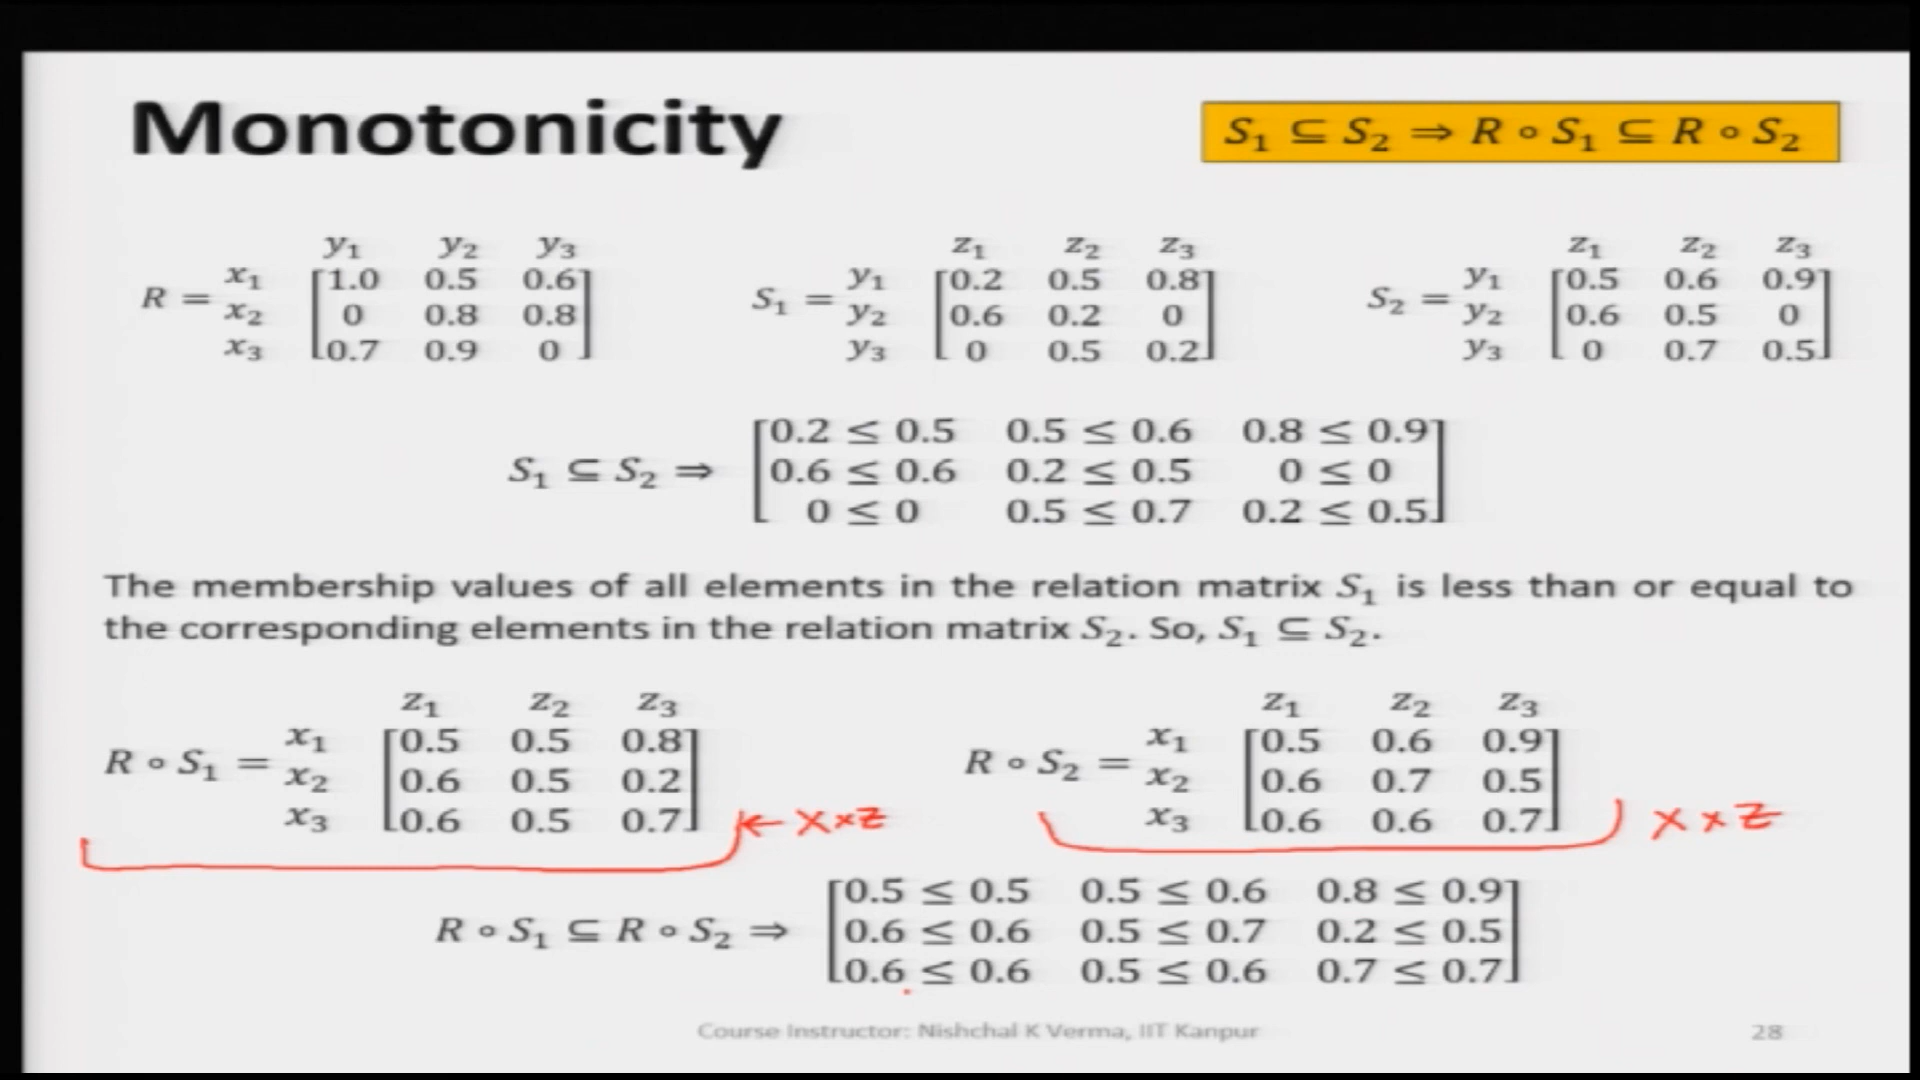 Monotonicity
S₁ ⊆ S₂ ⇒ R ∘ S₁ ⊆ R ∘ S₂
y₁ y₂ y₃
R = x₁ [1.0 0.5 0.6]
x₂ [0 0.8 0.8]
x₃ [0.7 0.9 0]
z₁ z₂ z₃
S₁ = y₁ [0.2 0.5 0.8]
y₂ [0.6 0.2 0]
y₃ [0 0.5 0.2]
z₁ z₂ z₃
S₂ = y₁ [0.5 0.6 0.9]
y₂ [0.6 0.5 0]
y₃ [0 0.7 0.5]
S₁ ⊆ S₂ ⇒ [0.2 ≤ 0.5 0.5 ≤ 0.6 0.8 ≤ 0.9]
[0.6 ≤ 0.6 0.2 ≤ 0.5 0 ≤ 0]
[0 ≤ 0 0.5 ≤ 0.7 0.2 ≤ 0.5]
The membership values of all elements in the relation matrix S₁ is less than or equal to
the corresponding elements in the relation matrix S₂. So, S₁ ⊆ S₂.
z₁ z₂ z₃
R ∘ S₁ = x₁ [0.5 0.5 0.8]
x₂ [0.6 0.5 0.2]
x₃ [0.6 0.5 0.7]
← X×Z
z₁ z₂ z₃
R ∘ S₂ = x₁ [0.5 0.6 0.9]
x₂ [0.6 0.7 0.5]
x₃ [0.6 0.6 0.7]
X×Z
R ∘ S₁ ⊆ R ∘ S₂ ⇒ [0.5 ≤ 0.5 0.5 ≤ 0.6 0.8 ≤ 0.9]
[0.6 ≤ 0.6 0.5 ≤ 0.7 0.2 ≤ 0.5]
[0.6 ≤ 0.6 0.5 ≤ 0.6 0.7 ≤ 0.7]
Course Instructor: Nishchal K Verma, IIT Kanpur
28